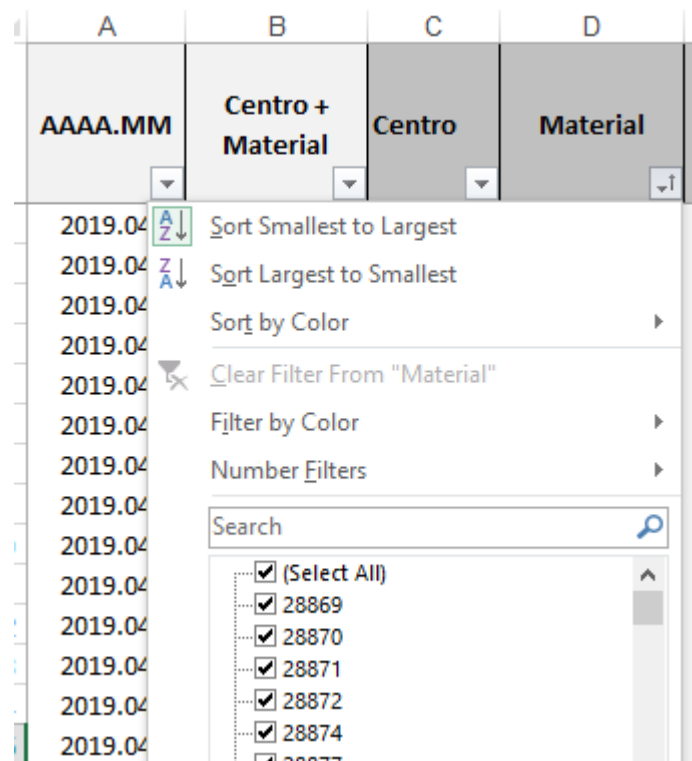 A B C D
AAAA.MM
Centro +
Material
Centro
Material
2019.04
Sort Smallest to Largest
2019.04
Sort Largest to Smallest
2019.04
Sort by Color
2019.04
2019.04
Clear Filter From "Material"
2019.04
Filter by Color
2019.04
Number Filters
2019.04
Search
2019.04
(Select All)
2019.04
28869
2019.04
28870
2019.04
28871
2019.04
28872
2019.04
28874
28877